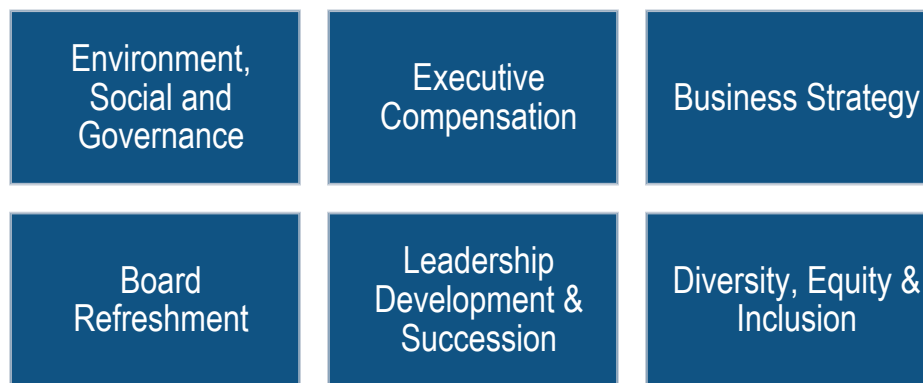 Environment,
Social and
Governance
Executive
Compensation
Business Strategy
Board
Refreshment
Leadership
Development &
Succession
Diversity, Equity &
Inclusion